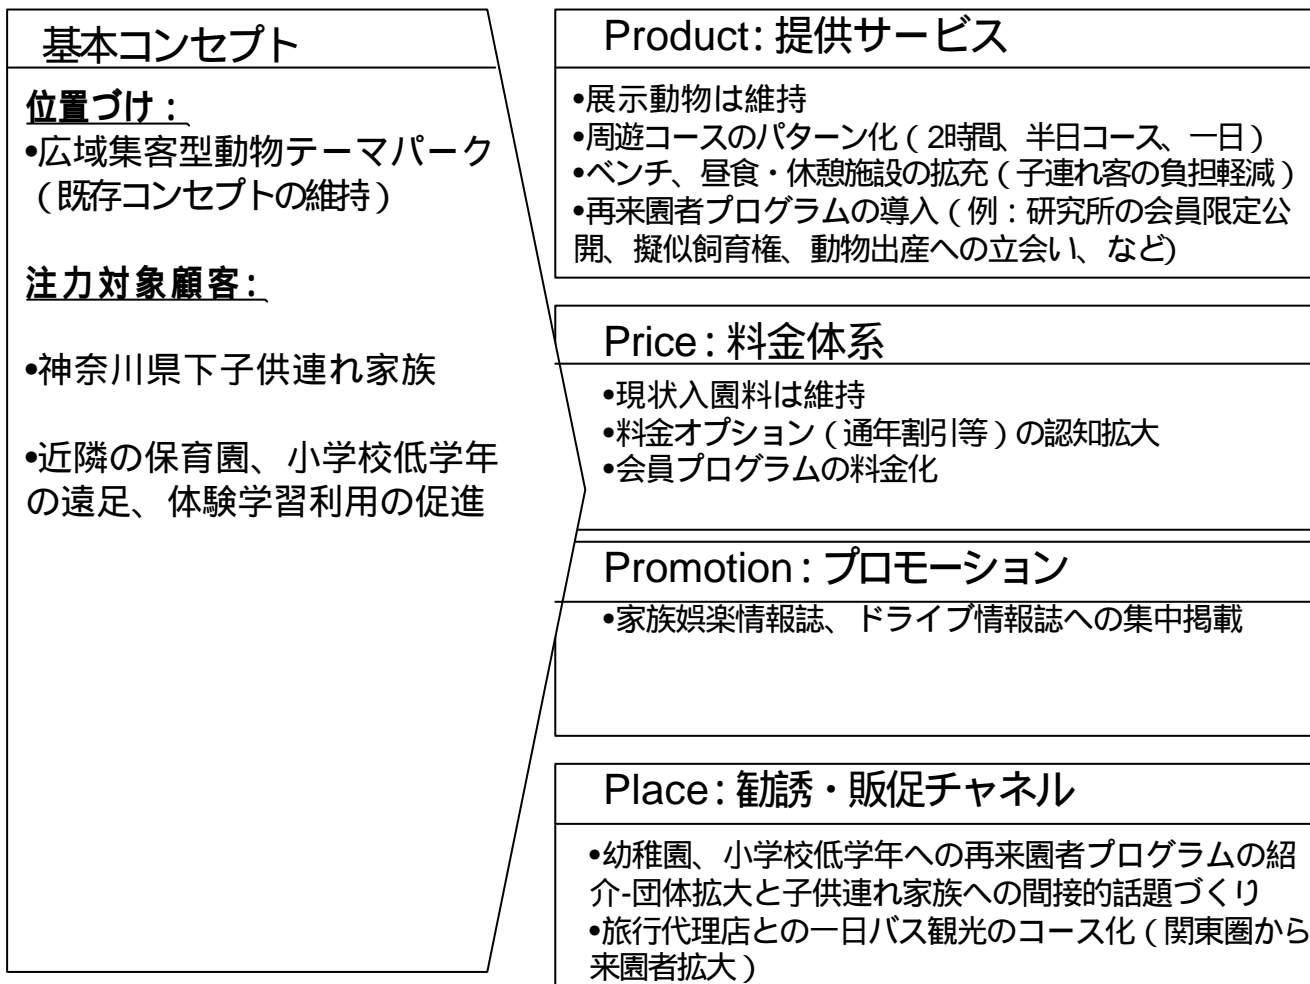 基本コンセプト
位置づけ：
•広域集客型動物テーマパーク
（既存コンセプトの維持）
注力対象顧客：
•神奈川県下子供連れ家族
•近隣の保育園、小学校低学年
の遠足、体験学習利用の促進
Product：提供サービス
•展示動物は維持
•周遊コースのパターン化（2時間、半日コース、一日）
•ベンチ、昼食・休憩施設の拡充（子連れ客の負担軽減）
•再来園者プログラムの導入（例：研究所の会員限定公
開、擬似飼育権、動物出産への立会い、など）
Price：料金体系
•現状入園料は維持
•料金オプション（通年割引等）の認知拡大
•会員プログラムの料金化
Promotion：プロモーション
•家族娯楽情報誌、ドライブ情報誌への集中掲載
Place：勧誘・販促チャネル
•幼稚園、小学校低学年への再来園者プログラムの紹
介-団体拡大と子供連れ家族への間接的話題づくり
•旅行代理店との一日バス観光のコース化（関東圏から
来園者拡大）